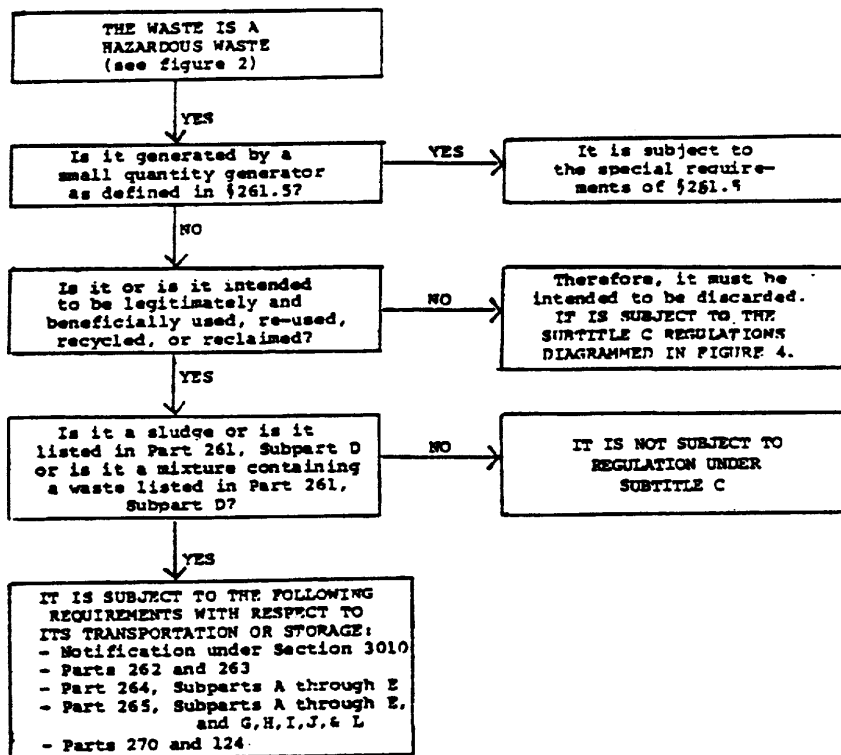 THE WASTE IS A
HAZARDOUS WASTE
(see figure 2)
YES
Is it generated by a
small quantity generator
as defined in §261.5?
YES
It is subject to
the special require-
ments of §261.5
NO
Is it or is it intended
to be legitimately and
beneficially used, re-used,
recycled, or reclaimed?
NO
Therefore, it must be
intended to be discarded.
IT IS SUBJECT TO THE
SUBTITLE C REGULATIONS
DIAGRAMMED IN FIGURE 4.
YES
Is it a sludge or is it
listed in Part 261, Subpart D
or is it a mixture containing
a waste listed in Part 261,
Subpart D?
NO
IT IS NOT SUBJECT TO
REGULATION UNDER
SUBTITLE C
YES
IT IS SUBJECT TO THE FOLLOWING
REQUIREMENTS WITH RESPECT TO
ITS TRANSPORTATION OR STORAGE:
- Notification under Section 3010
- Parts 262 and 263
- Part 264, Subparts A through E
- Part 265, Subparts A through E,
and G,H,I,J,& L
- Parts 270 and 124